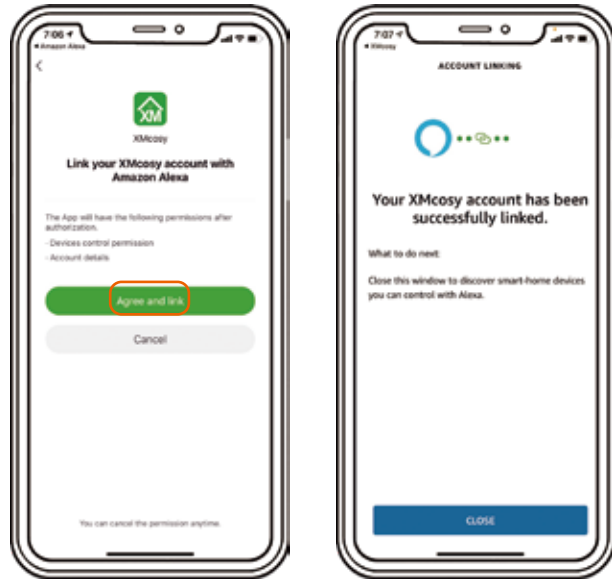 7:06
◀ Amazon Alexa
XM
XMcosy
Link your XMcosy account with
Amazon Alexa
The App will have the following permissions after
authorization.
- Devices control permission
- Account details
Agree and link
Cancel
You can cancel the permission anytime.
7:07
◀ XMcosy
ACCOUNT LINKING
Your XMcosy account has been
successfully linked.
What to do next:
Close this window to discover smart-home devices
you can control with Alexa.
CLOSE